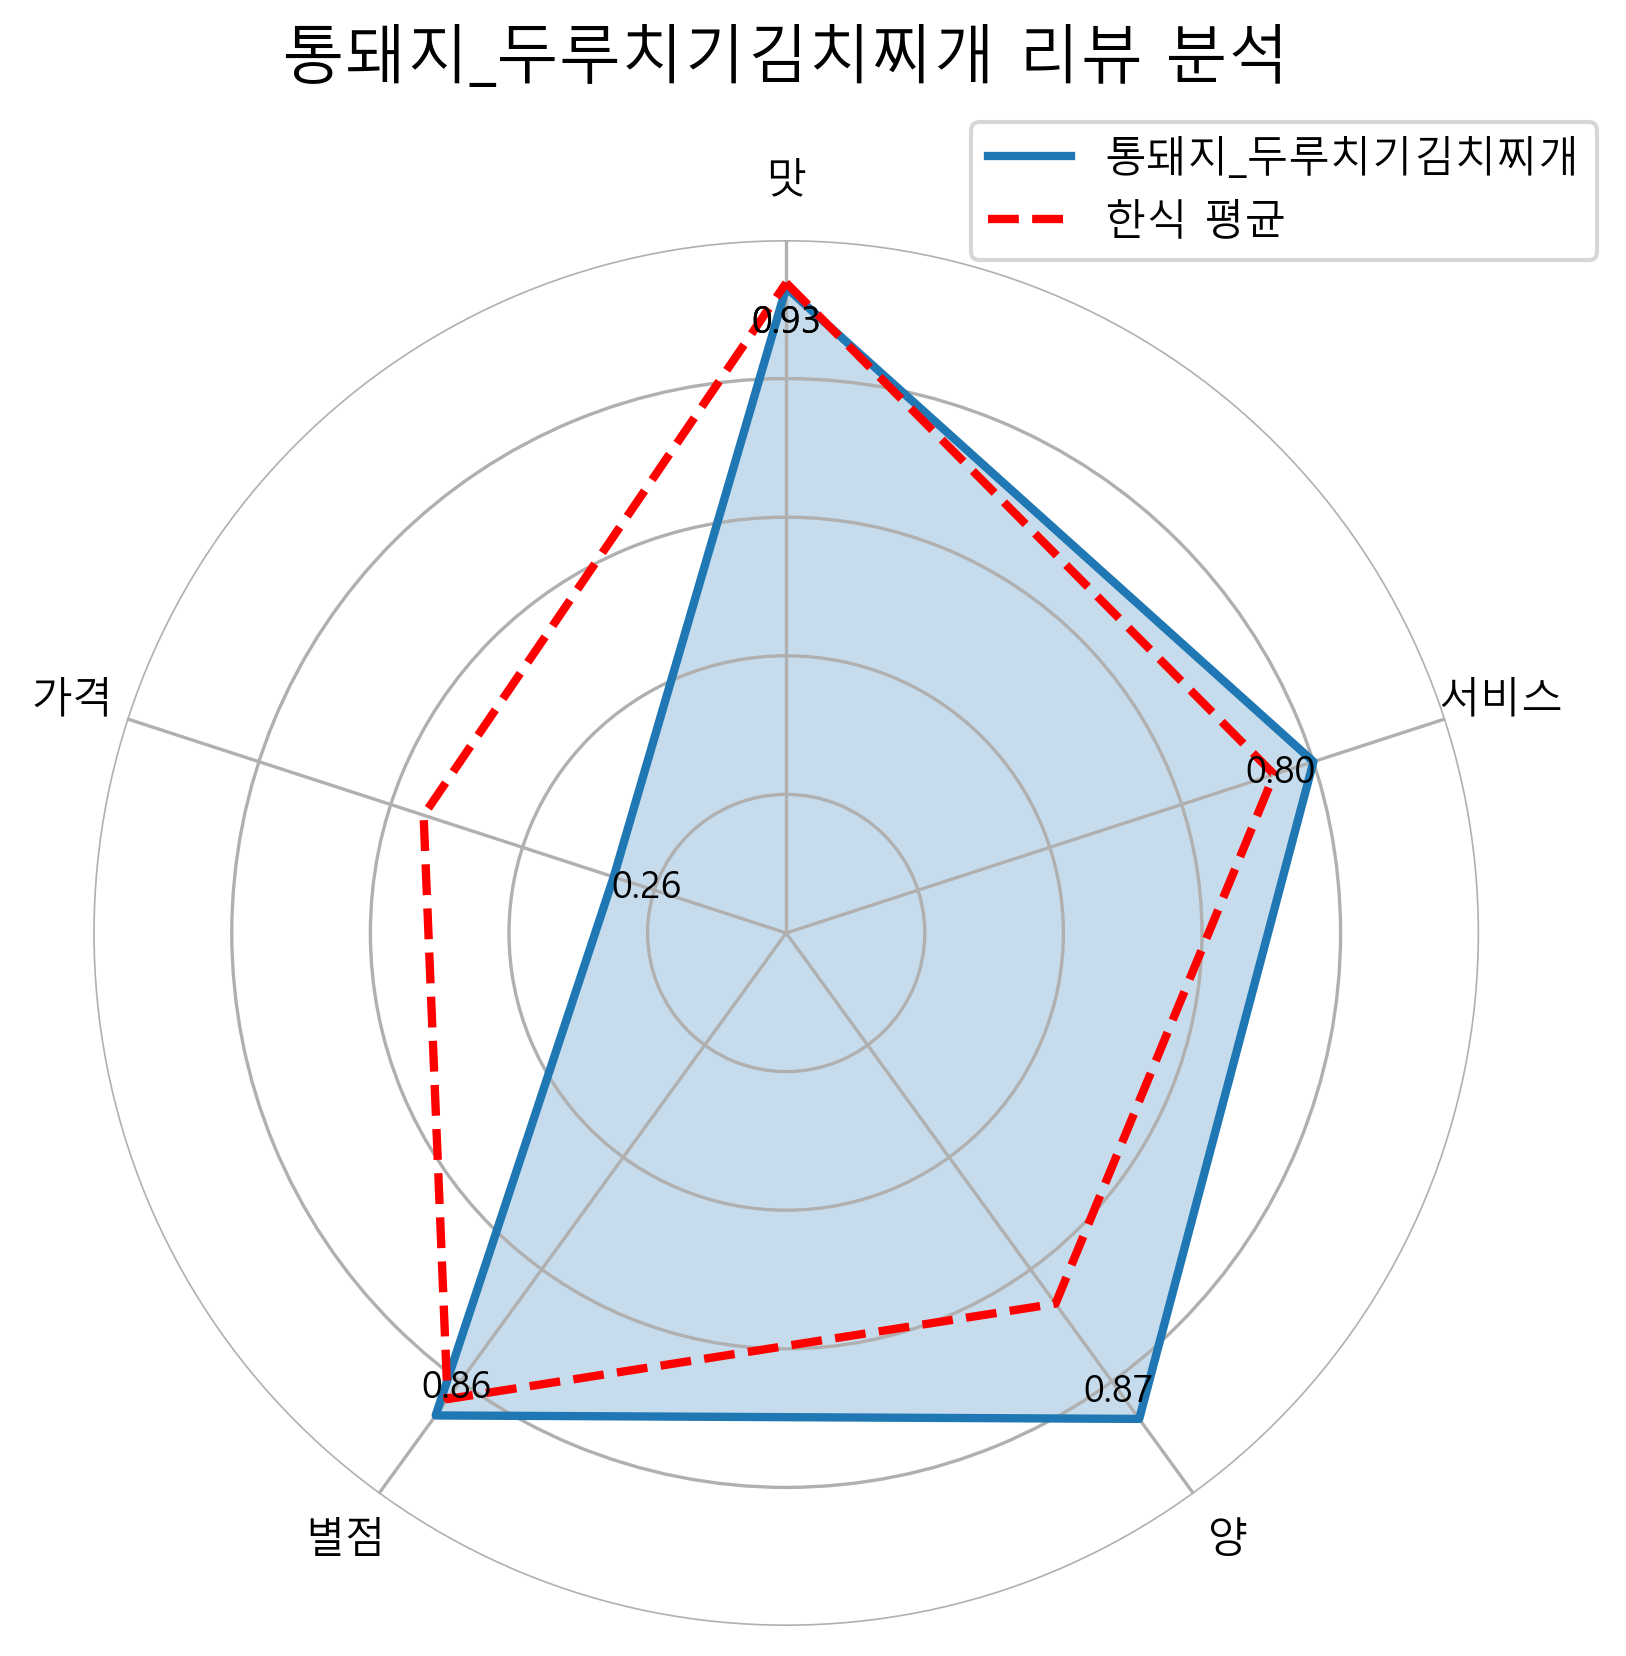 통돼지_두루치기김치찌개 리뷰 분석
통돼지_두루치기김치찌개
한식 평균
맛
0.93
가격
서비스
0.80
0.26
0.86
0.87
별점
양